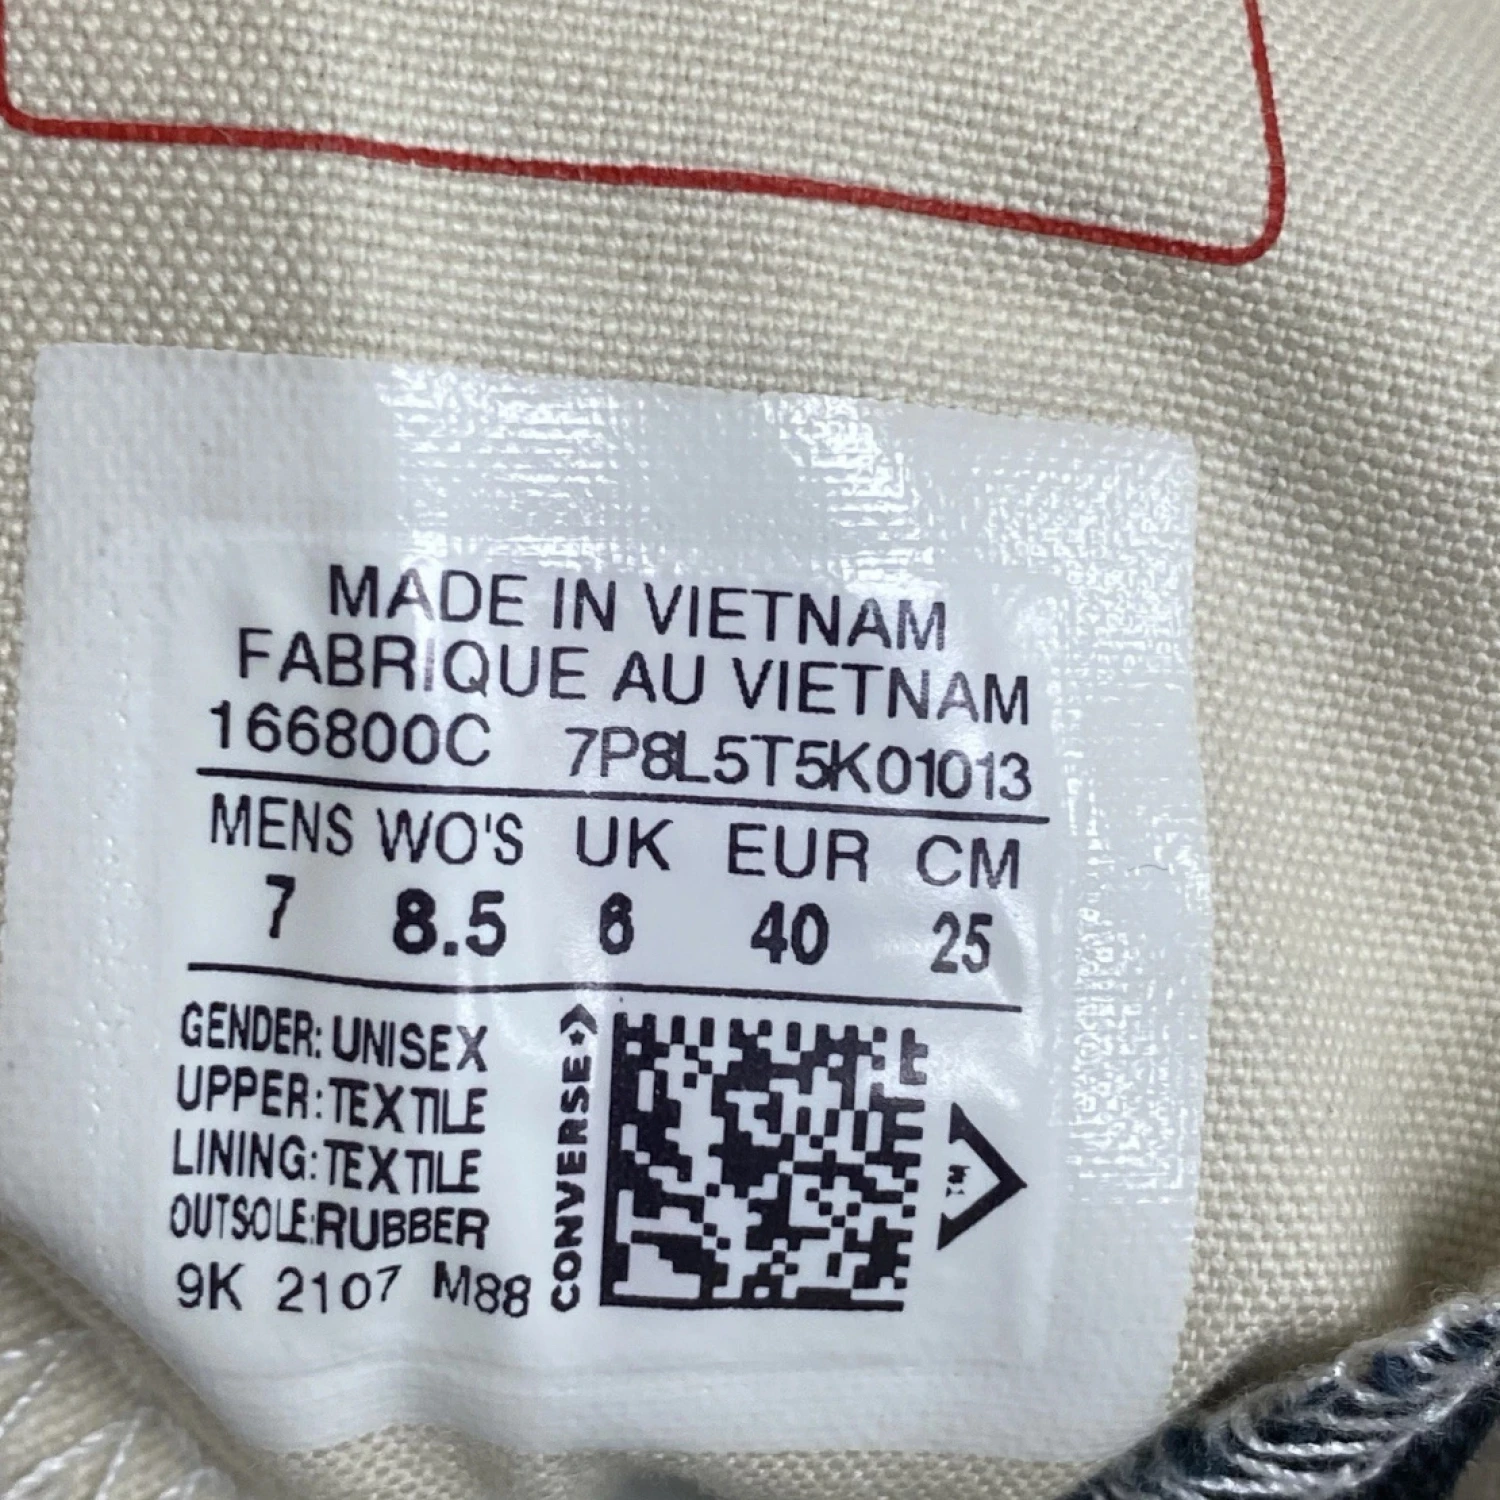 MADE IN VIETNAM
FABRIQUE AU VIETNAM
166800C 7P8L5T5K01013
MENS WO'S UK EUR CM
7 8.5 6 40 25
GENDER: UNISEX
UPPER: TEXTILE
LINING: TEXTILE
OUTSOLE: RUBBER
9K 2107 M88
CONVERSE